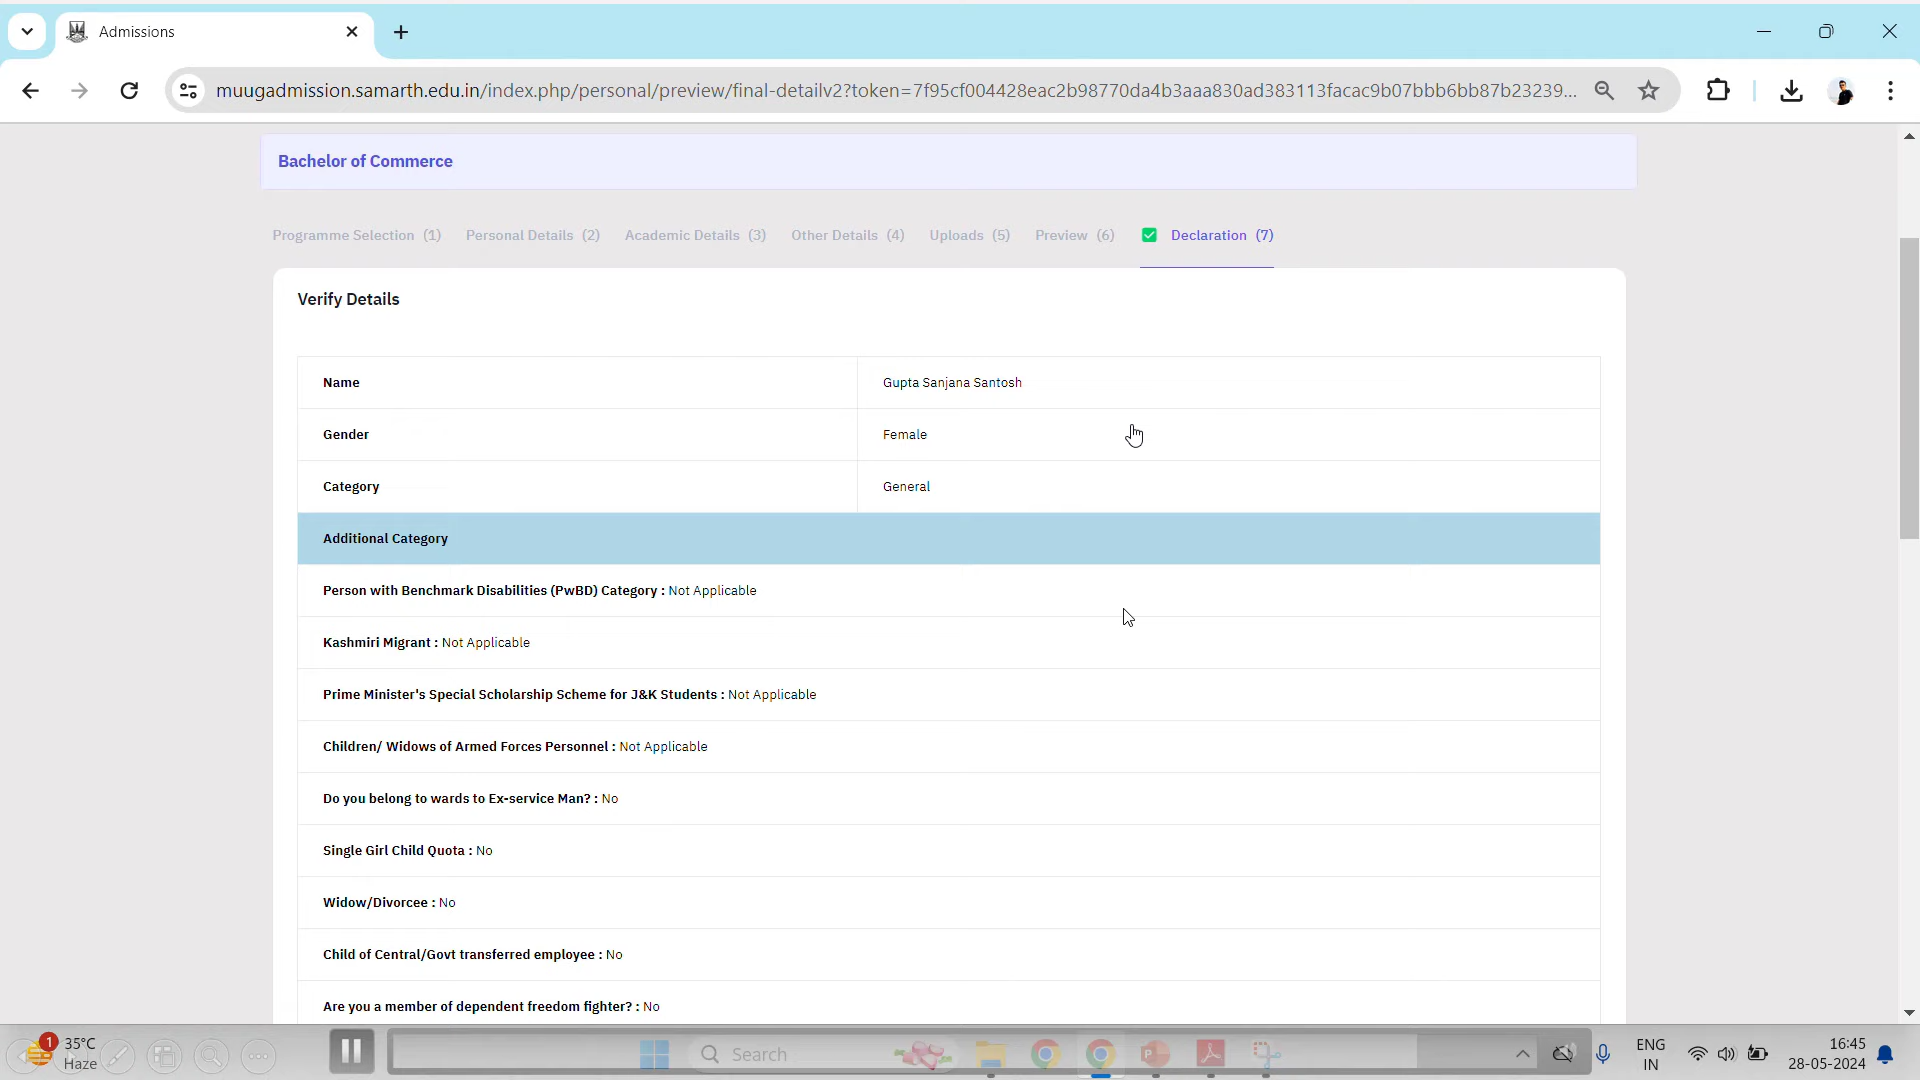 Admissions
muugadmission.samarth.edu.in/index.php/personal/preview/final-detailv2?token=7f95cf004428eac2b98770da4b3aaa830ad383113facac9b07bbb6bb87b23239...
Bachelor of Commerce
Programme Selection (1) Personal Details (2) Academic Details (3) Other Details (4) Uploads (5) Preview (6) Declaration (7)
Verify Details
Name Gupta Sanjana Santosh
Gender Female
Category General
Additional Category
Person with Benchmark Disabilities (PwBD) Category : Not Applicable
Kashmiri Migrant : Not Applicable
Prime Minister's Special Scholarship Scheme for J&K Students : Not Applicable
Children/ Widows of Armed Forces Personnel : Not Applicable
Do you belong to wards to Ex-service Man? : No
Single Girl Child Quota : No
Widow/Divorcee : No
Child of Central/Govt transferred employee : No
Are you a member of dependent freedom fighter? : No
1 35°C
Haze
Search
ENG
IN
16:45
28-05-2024